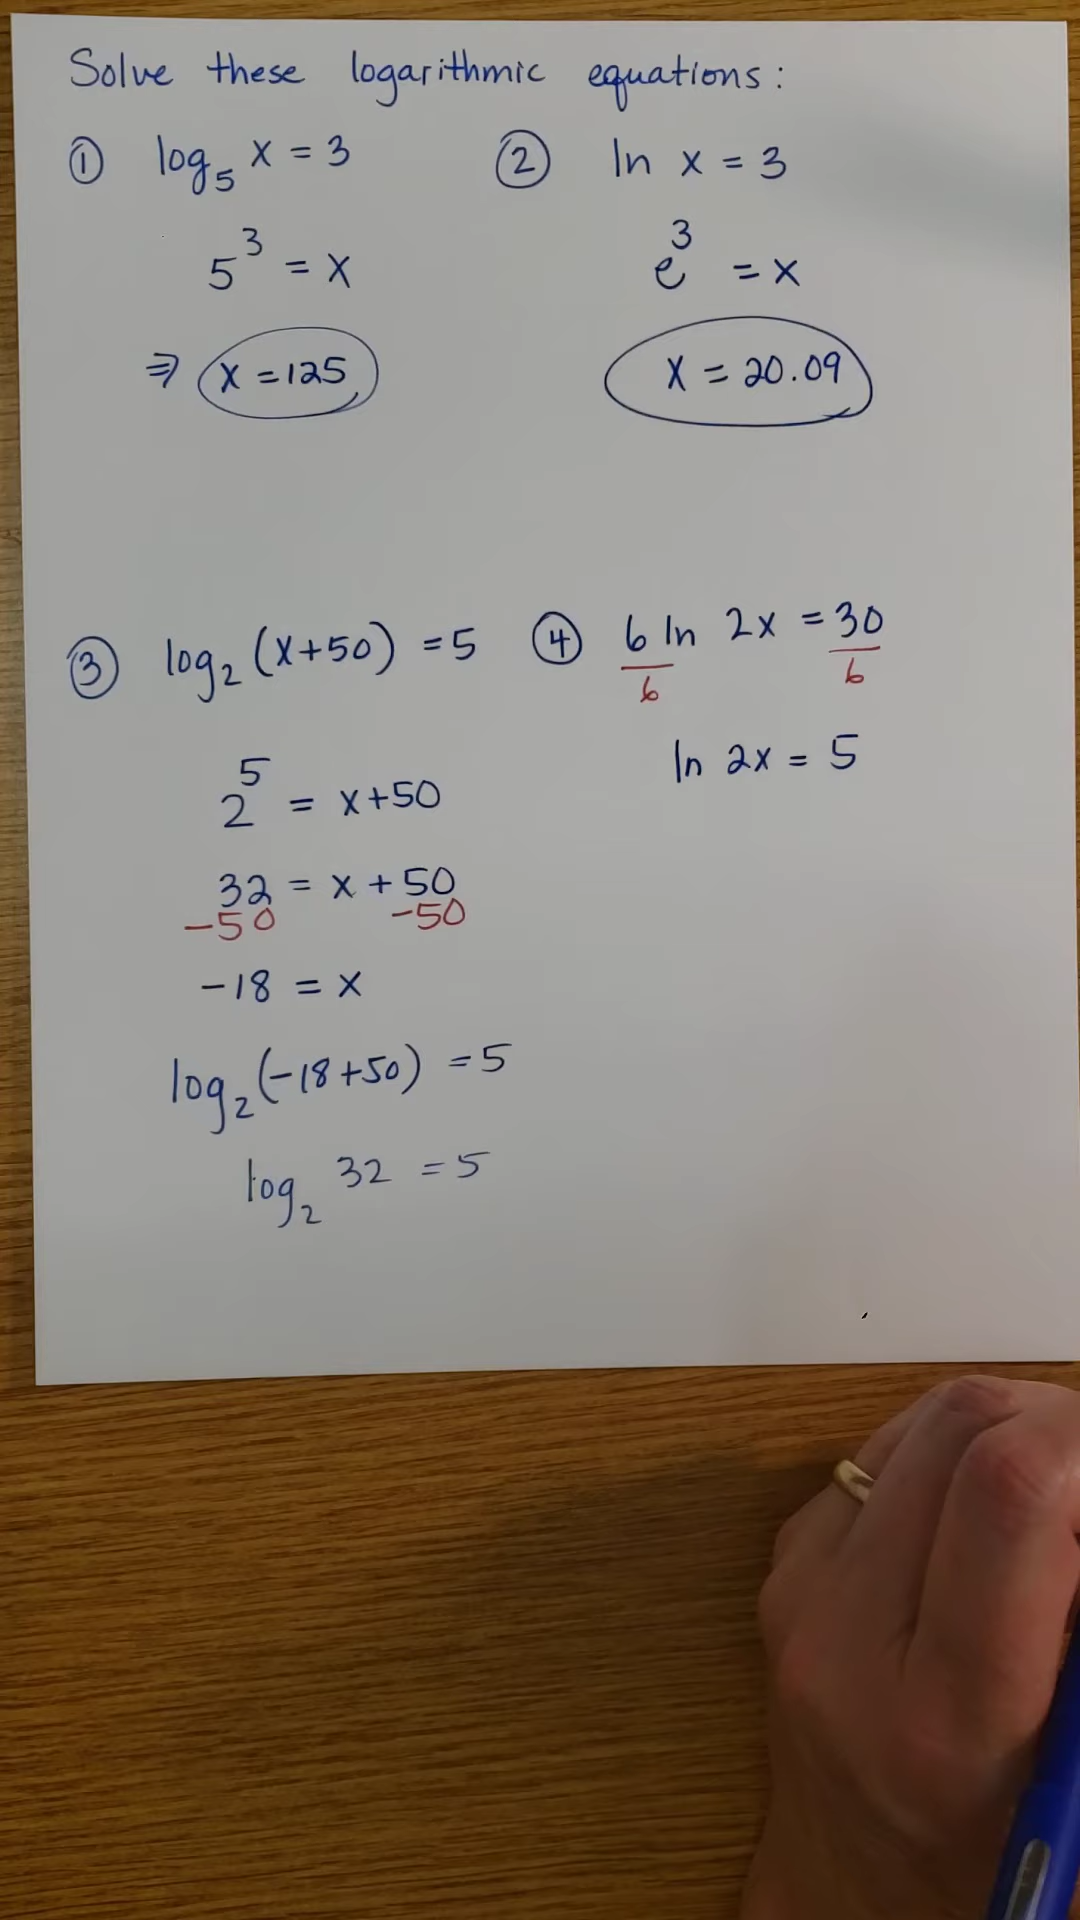 Solve these logarithmic equations:
① log₅ x = 3
5³ = x
⇒ x = 125
② ln x = 3
e³ = x
x = 20.09
③ log₂ (x+50) = 5
2⁵ = x+50
32 = x + 50
-50 -50
-18 = x
log₂ (-18+50) = 5
log₂ 32 = 5
④ 6 ln 2x = 30
6 6
ln 2x = 5